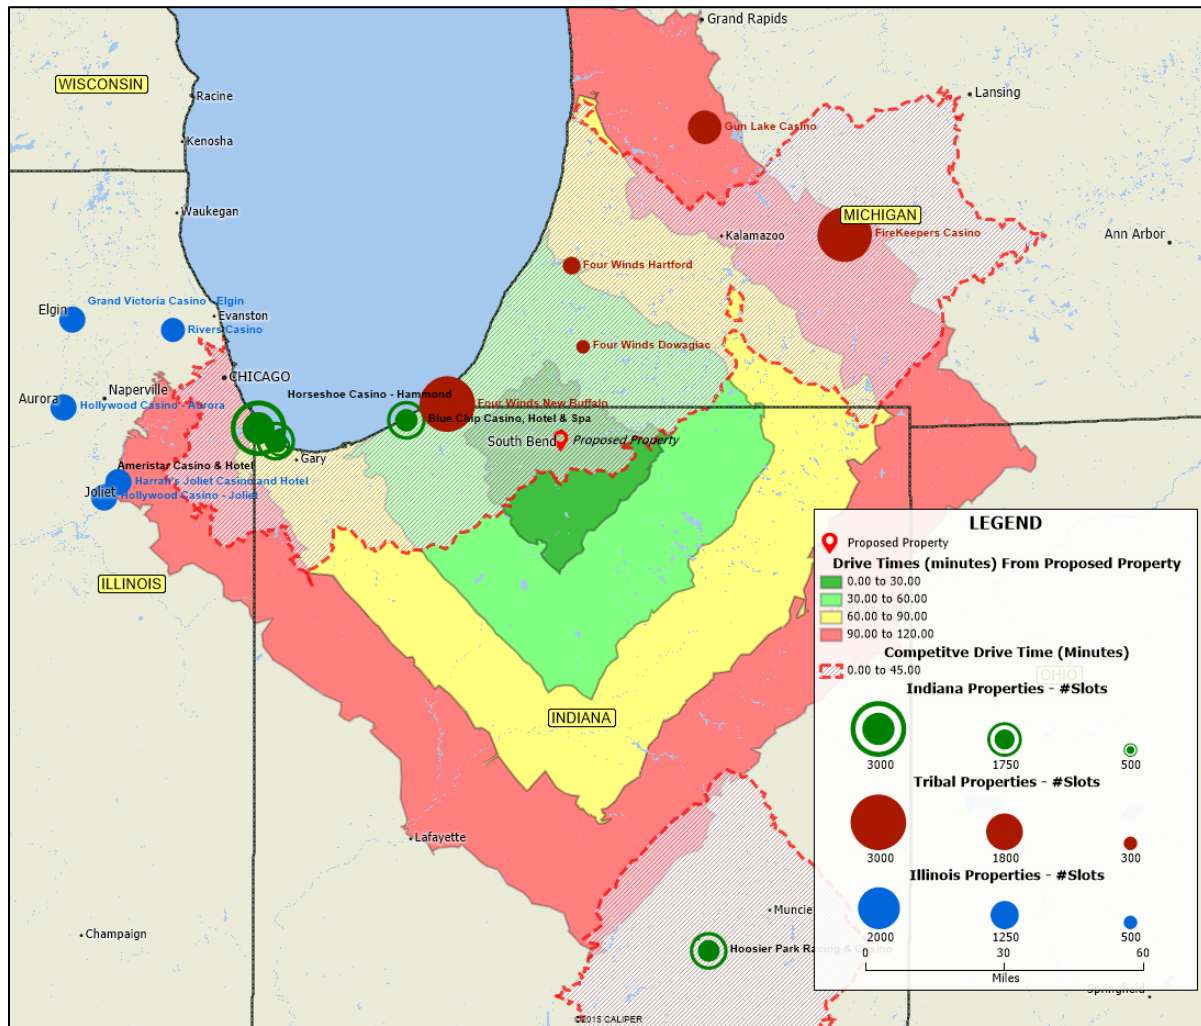 Grand Rapids
WISCONSIN
Racine
Lansing
Gun Lake Casino
Kenosha
Waukegan
MICHIGAN
Kalamazoo
FireKeepers Casino
Ann Arbor
Four Winds Hartford
Grand Victoria Casino - Elgin
Elgin
Evanston
Rivers Casino
Four Winds Dowagiac
CHICAGO
Naperville
Horseshoe Casino - Hammond
Aurora
Hollywood Casino - Aurora
Four Winds New Buffalo
Blue Chip Casino, Hotel & Spa
South Bend
Proposed Property
Gary
Ameristar Casino & Hotel
Harrah's Joliet Casino and Hotel
Joliet
Hollywood Casino - Joliet
ILLINOIS
INDIANA
Lafayette
Champaign
Muncie
Hoosier Park Racing & Casino
©2015 CALIPER
LEGEND
Proposed Property
Drive Times (minutes) From Proposed Property
0.00 to 30.00
30.00 to 60.00
60.00 to 90.00
90.00 to 120.00
Competitve Drive Time (Minutes)
0.00 to 45.00
OHIO
Indiana Properties - #Slots
3000 1750 500
Tribal Properties - #Slots
3000 1800 300
Illinois Properties - #Slots
2000 1250 500
0 30 60
Miles
Springfield